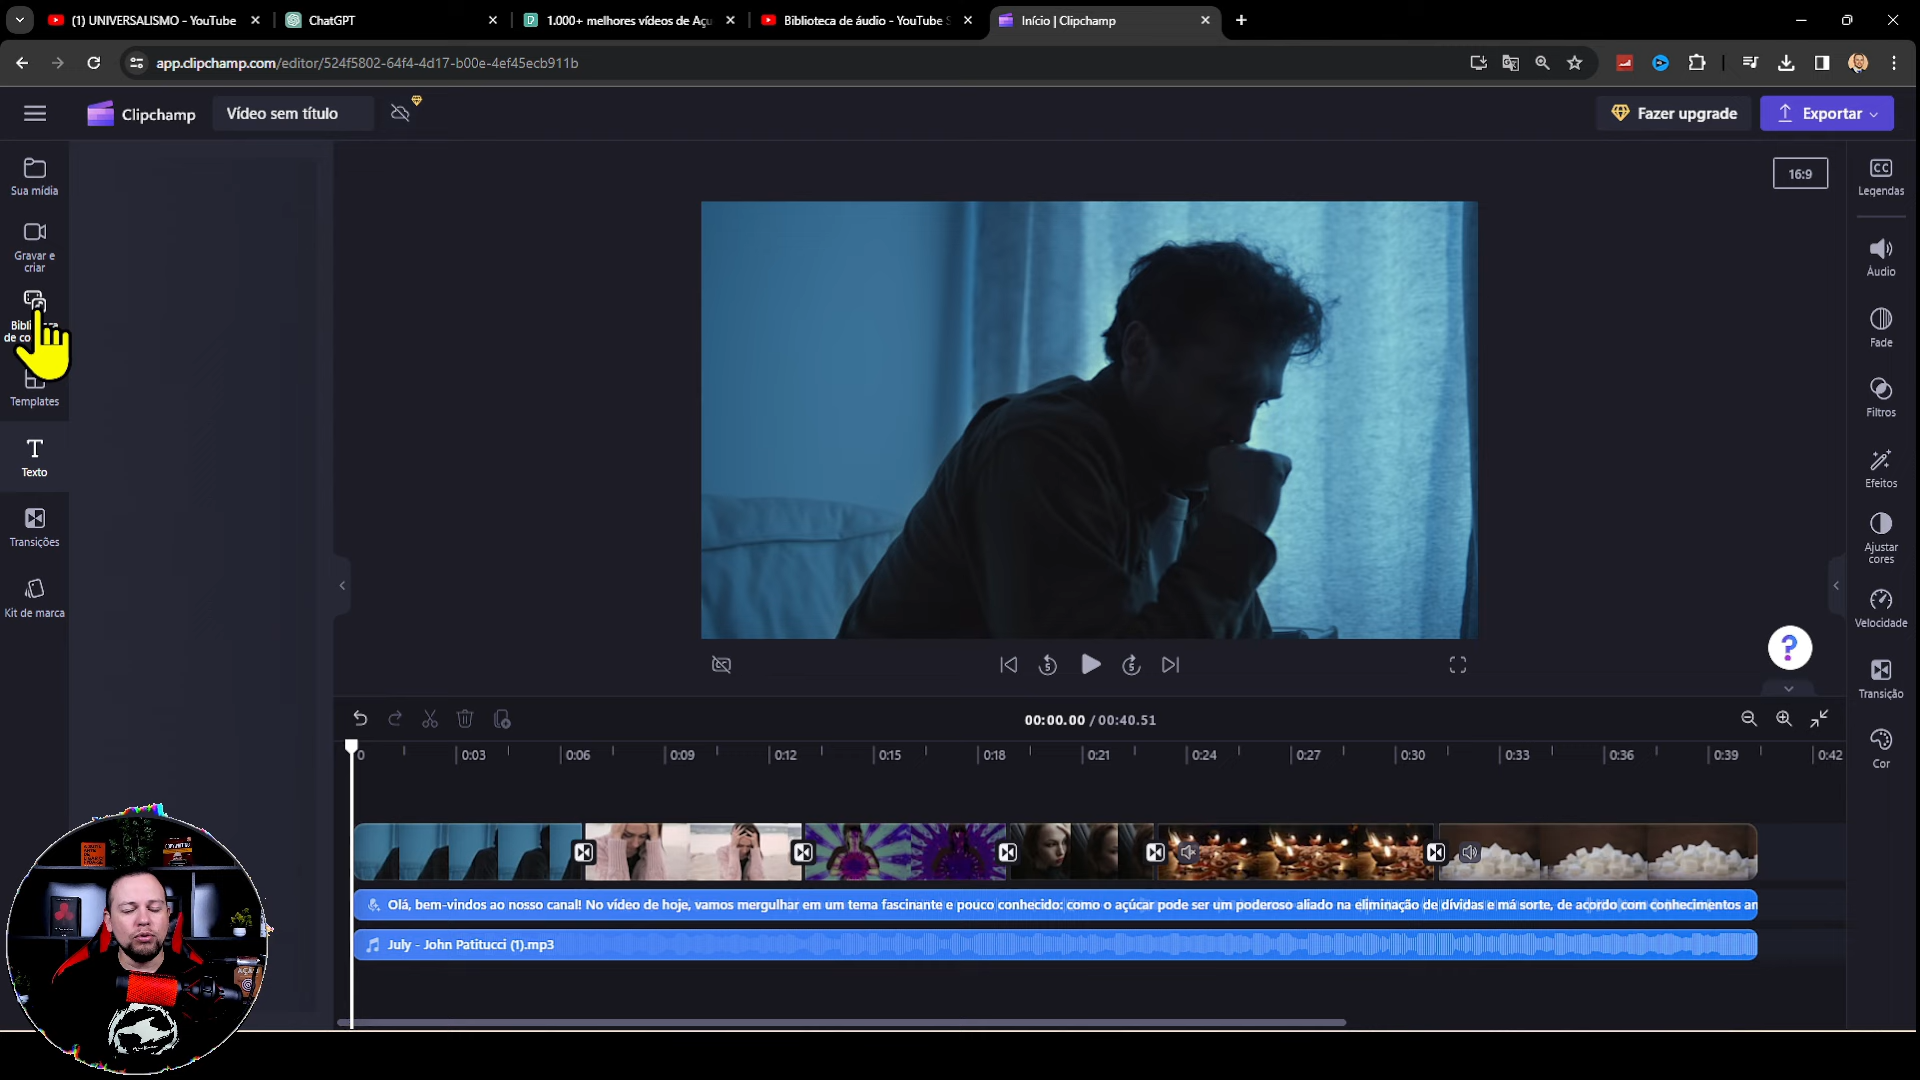 (1) UNIVERSALISMO - YouTube
ChatGPT
1.000+ melhores vídeos de Açu
Biblioteca de áudio - YouTube S
Início | Clipchamp
app.clipchamp.com/editor/524f5802-64f4-4d17-b00e-4ef45ecb911b
Clipchamp
Vídeo sem título
Fazer upgrade
Exportar
Sua mídia
Gravar e
criar
Templates
Texto
Transições
Kit de marca
16:9
CC
Legendas
Áudio
Fade
Filtros
Efeitos
Ajustar
cores
Velocidade
Transição
Cor
5
5
?
00:00.00 / 00:40.51
0
0:03
0:06
0:09
0:12
0:15
0:18
0:21
0:24
0:27
0:30
0:33
0:36
0:39
0:42
Olá, bem-vindos ao nosso canal! No vídeo de hoje, vamos mergulhar em um tema fascinante e pouco conhecido: como o açúcar pode ser um poderoso aliado na eliminação de dívidas e má sorte, de acordo com conhecimentos an
July - John Patitucci (1).mp3